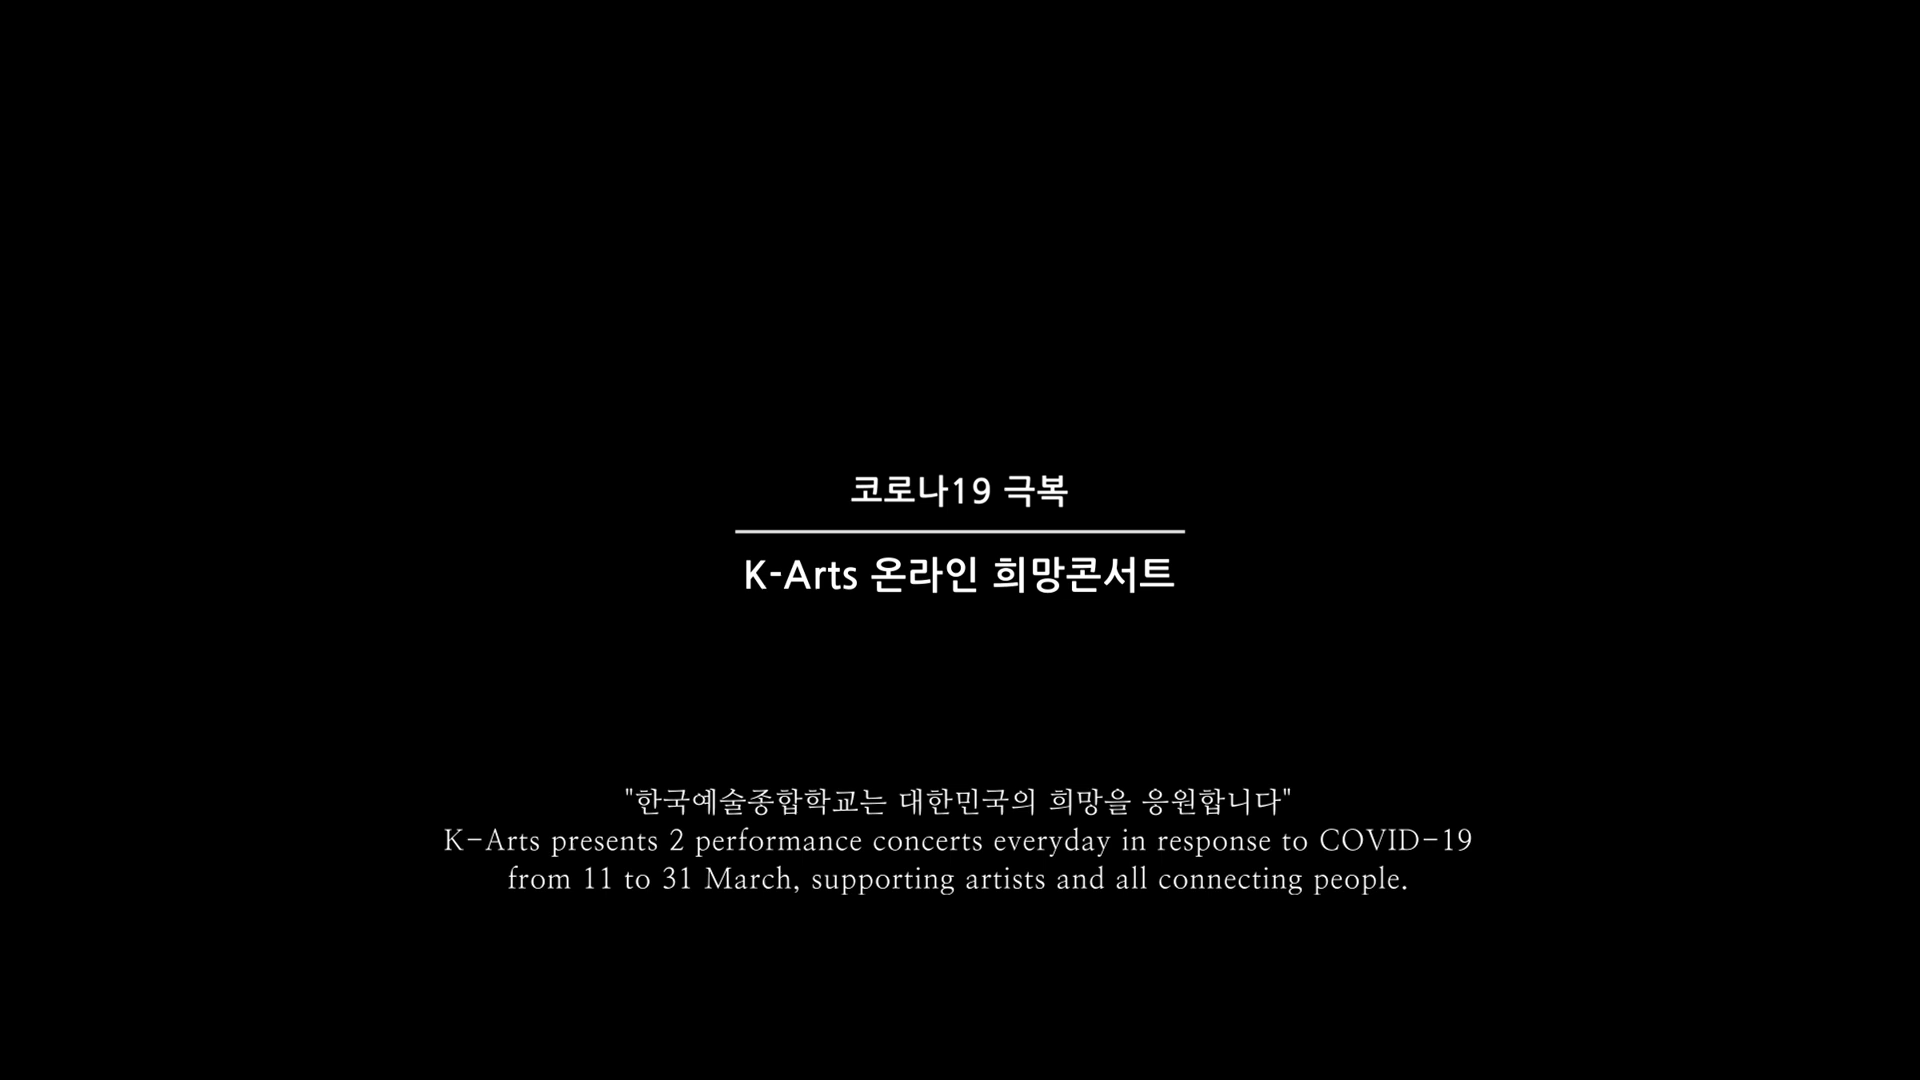 코로나19 극복
K-Arts 온라인 희망콘서트
"한국예술종합학교는 대한민국의 희망을 응원합니다"
K-Arts presents 2 performance concerts everyday in response to COVID-19
from 11 to 31 March, supporting artists and all connecting people.